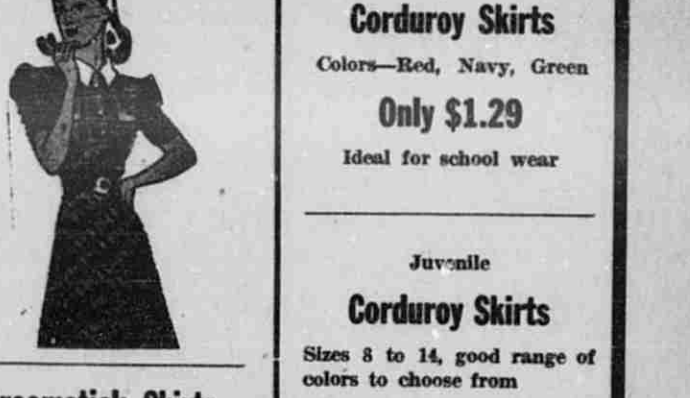 Corduroy Skirts
Colors—Red, Navy, Green
Only $1.29
Ideal for school wear
Juvenile
Corduroy Skirts
Sizes 8 to 14, good range of
colors to choose from